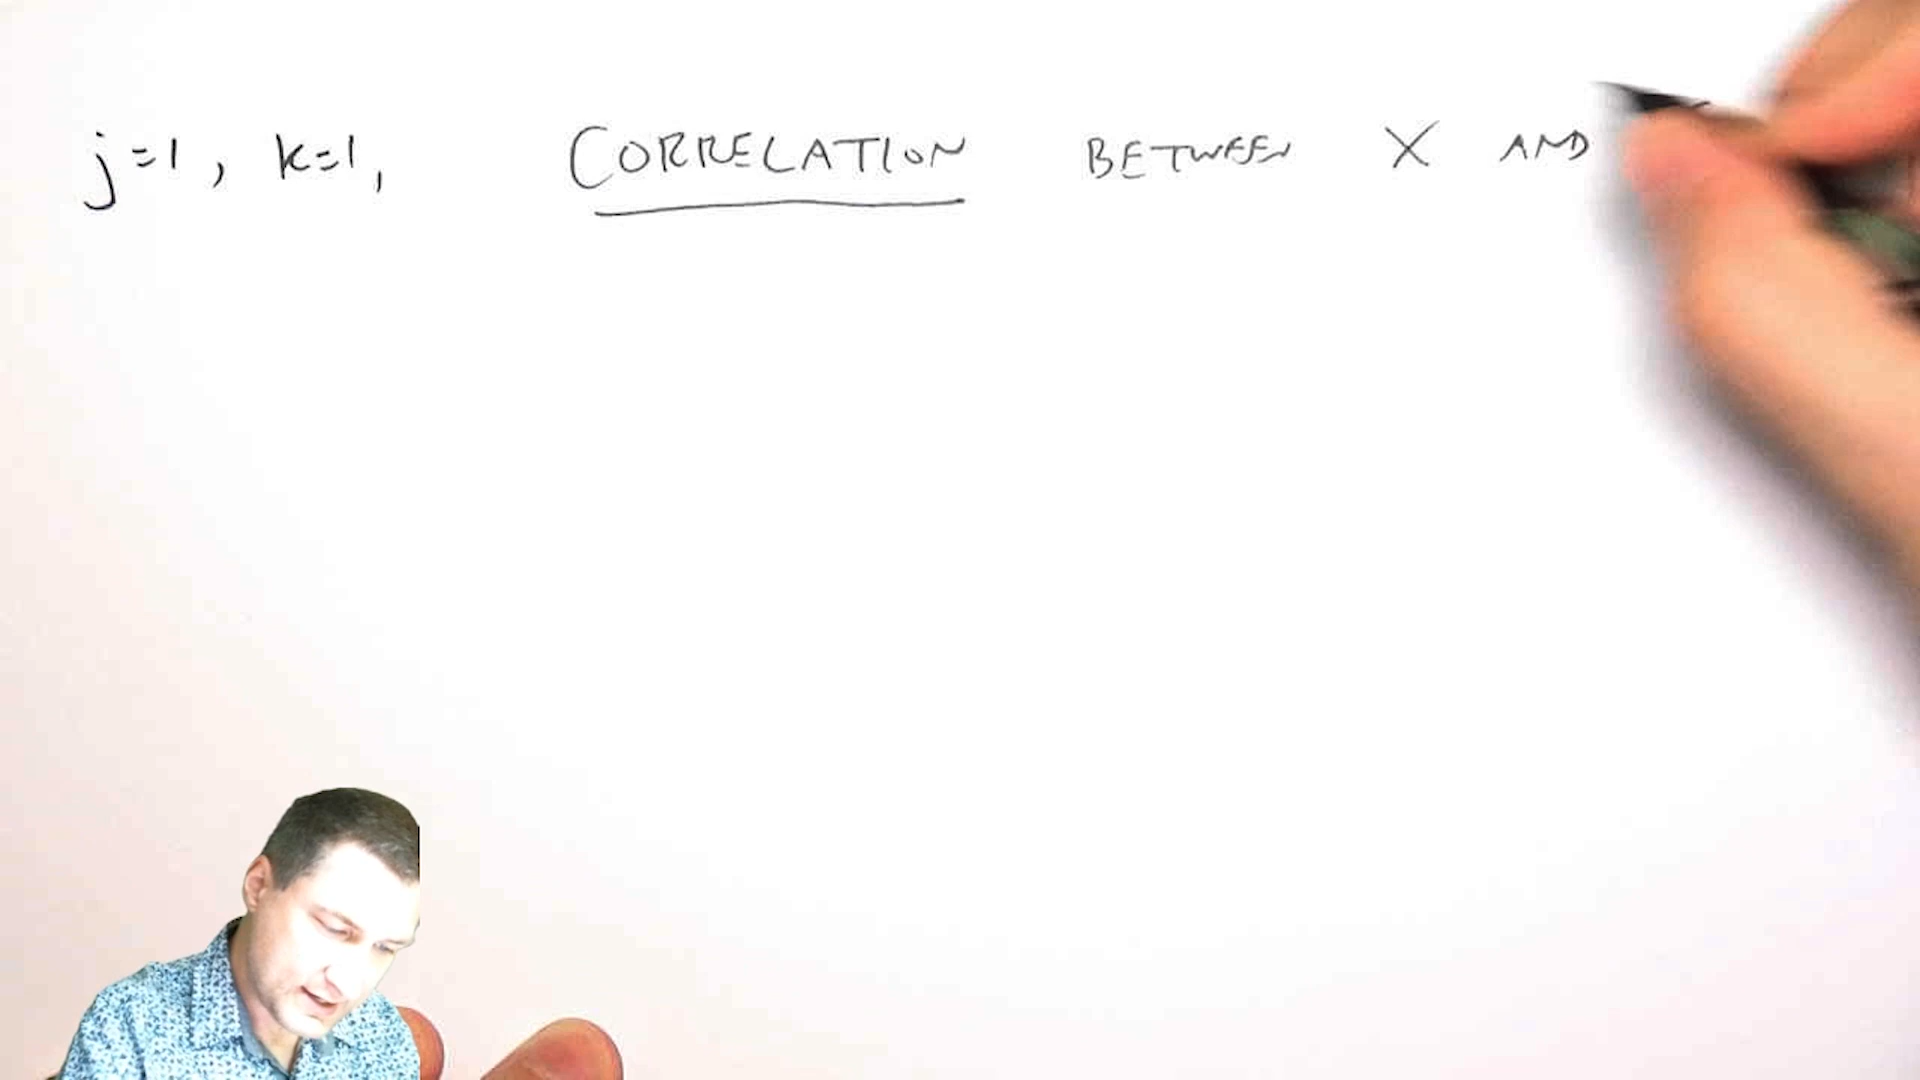 j=1, k=1, CORRELATION BETWEEN X AND